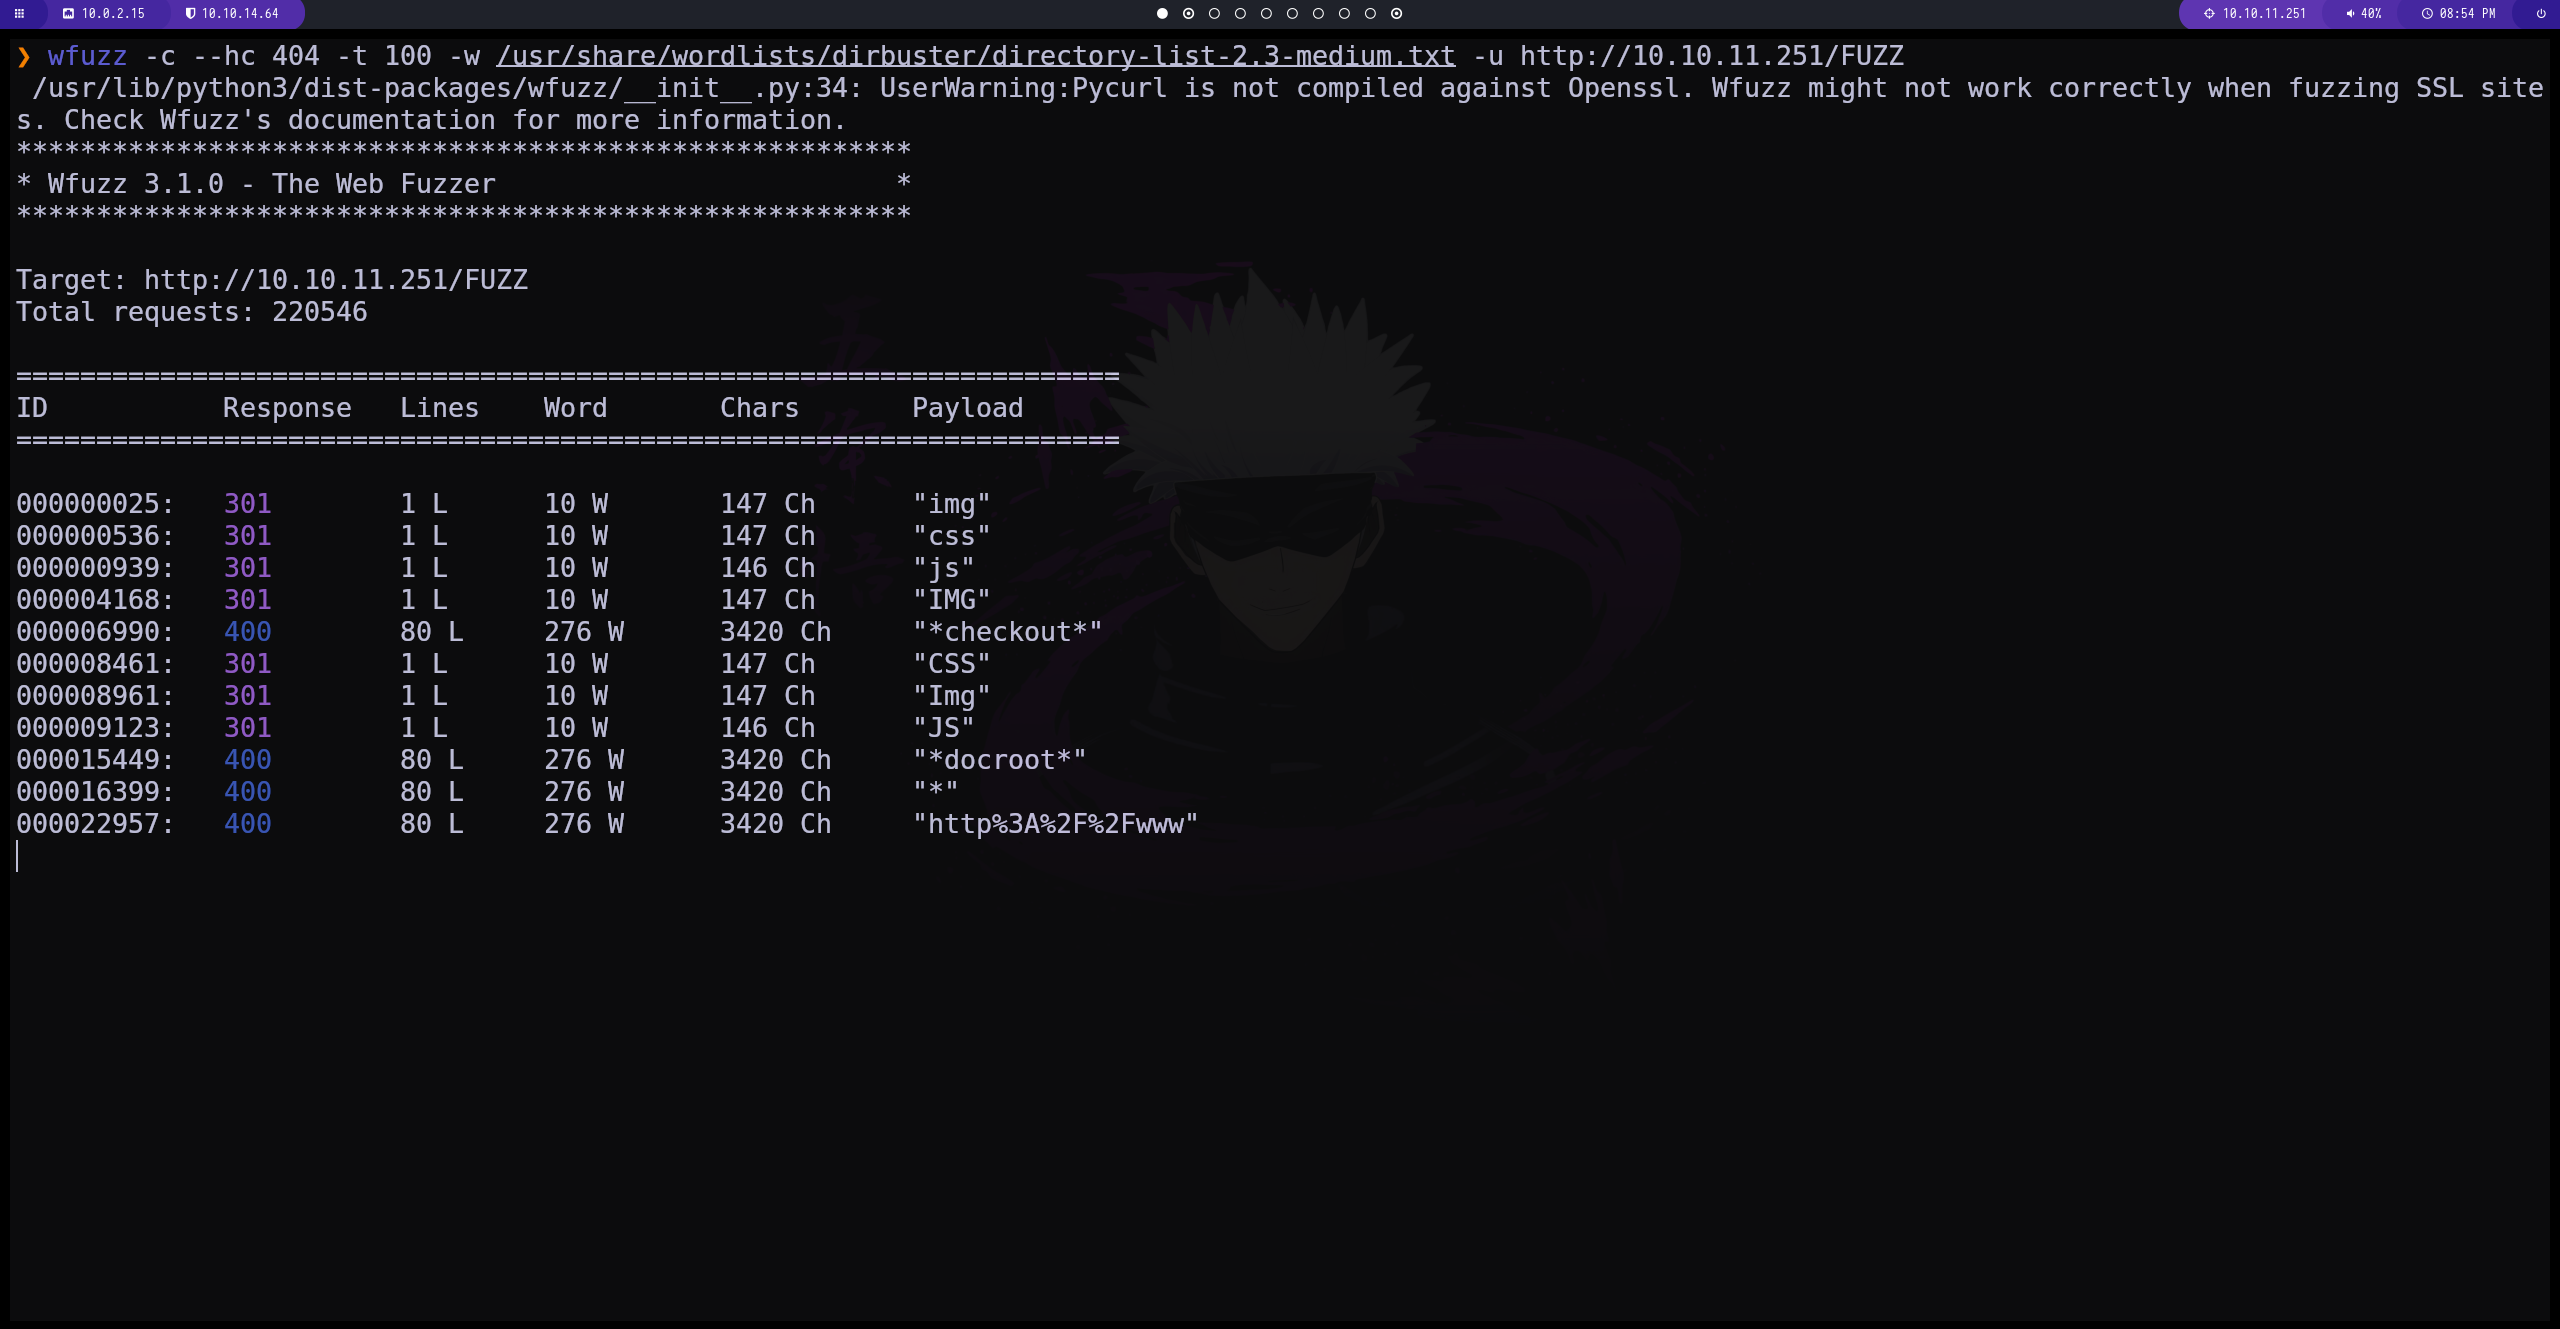 10.0.2.15 10.10.14.64 10.10.11.251 40% 08:54 PM
❯ wfuzz -c --hc 404 -t 100 -w /usr/share/wordlists/dirbuster/directory-list-2.3-medium.txt -u http://10.10.11.251/FUZZ
/usr/lib/python3/dist-packages/wfuzz/__init__.py:34: UserWarning:Pycurl is not compiled against Openssl. Wfuzz might not work correctly when fuzzing SSL site
s. Check Wfuzz's documentation for more information.
********************************************************
* Wfuzz 3.1.0 - The Web Fuzzer                         *
********************************************************
Target: http://10.10.11.251/FUZZ
Total requests: 220546
=====================================================================
ID           Response   Lines    Word       Chars       Payload
=====================================================================
000000025:   301        1 L      10 W       147 Ch      "img"
000000536:   301        1 L      10 W       147 Ch      "css"
000000939:   301        1 L      10 W       146 Ch      "js"
000004168:   301        1 L      10 W       147 Ch      "IMG"
000006990:   400        80 L     276 W      3420 Ch     "*checkout*"
000008461:   301        1 L      10 W       147 Ch      "CSS"
000008961:   301        1 L      10 W       147 Ch      "Img"
000009123:   301        1 L      10 W       146 Ch      "JS"
000015449:   400        80 L     276 W      3420 Ch     "*docroot*"
000016399:   400        80 L     276 W      3420 Ch     "*"
000022957:   400        80 L     276 W      3420 Ch     "http%3A%2F%2Fwww"